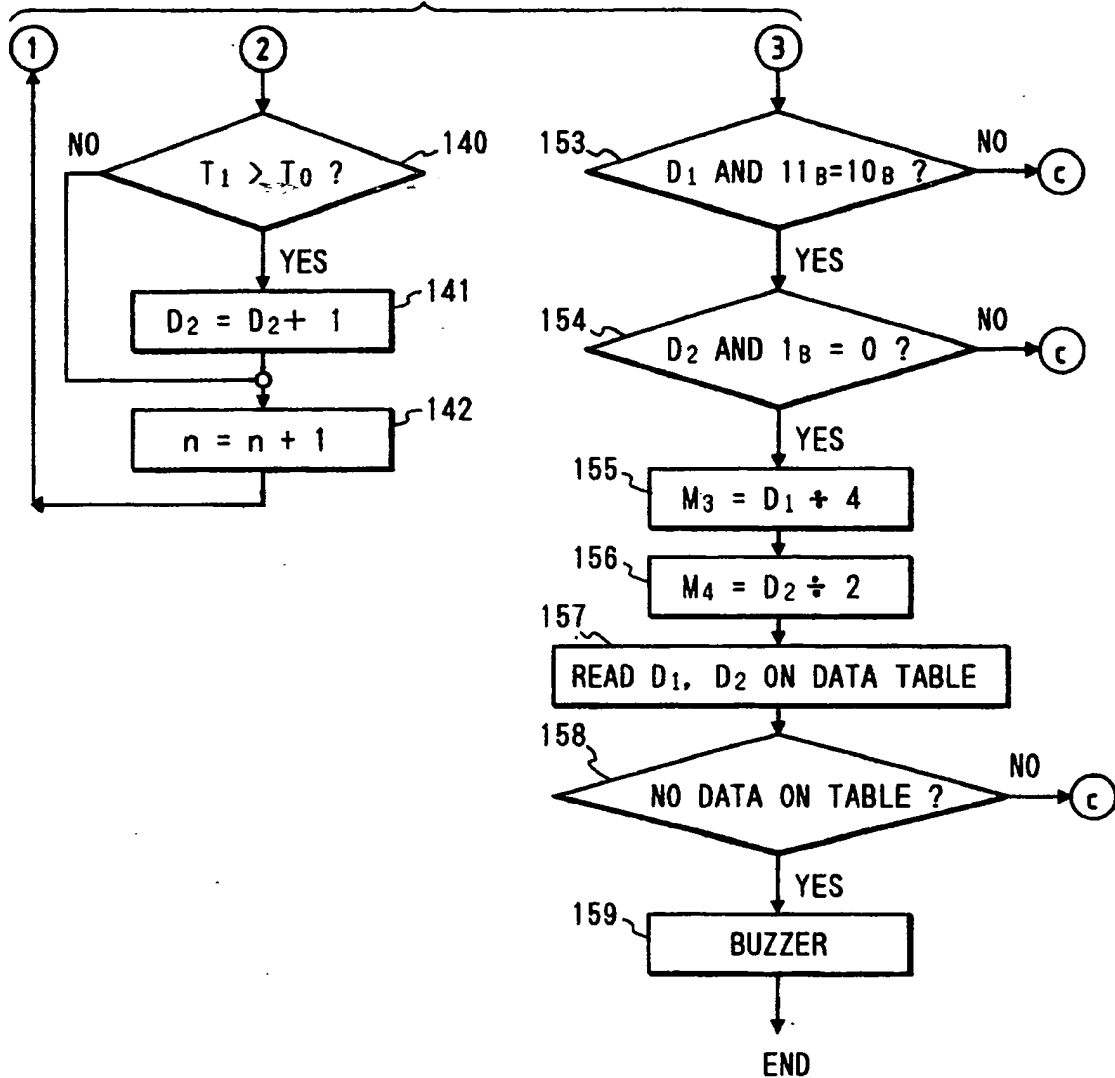 1
2
3
NO
T1 > T0 ?
140
YES
D2 = D2 + 1
141
n = n + 1
142
153
D1 AND 11B=10B ?
NO
c
YES
154
D2 AND 1B = 0 ?
NO
c
YES
155
M3 = D1 ÷ 4
156
M4 = D2 ÷ 2
157
READ D1, D2 ON DATA TABLE
158
NO DATA ON TABLE ?
NO
c
YES
159
BUZZER
END